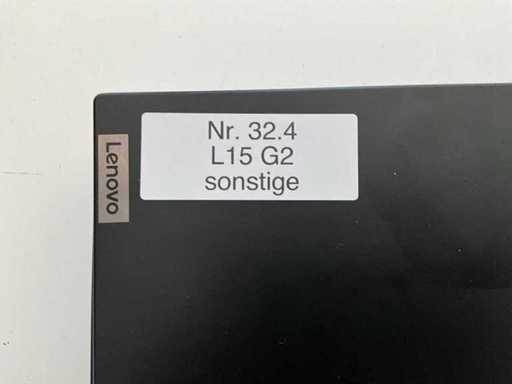 Nr. 32.4
L15 G2
sonstige
Lenovo